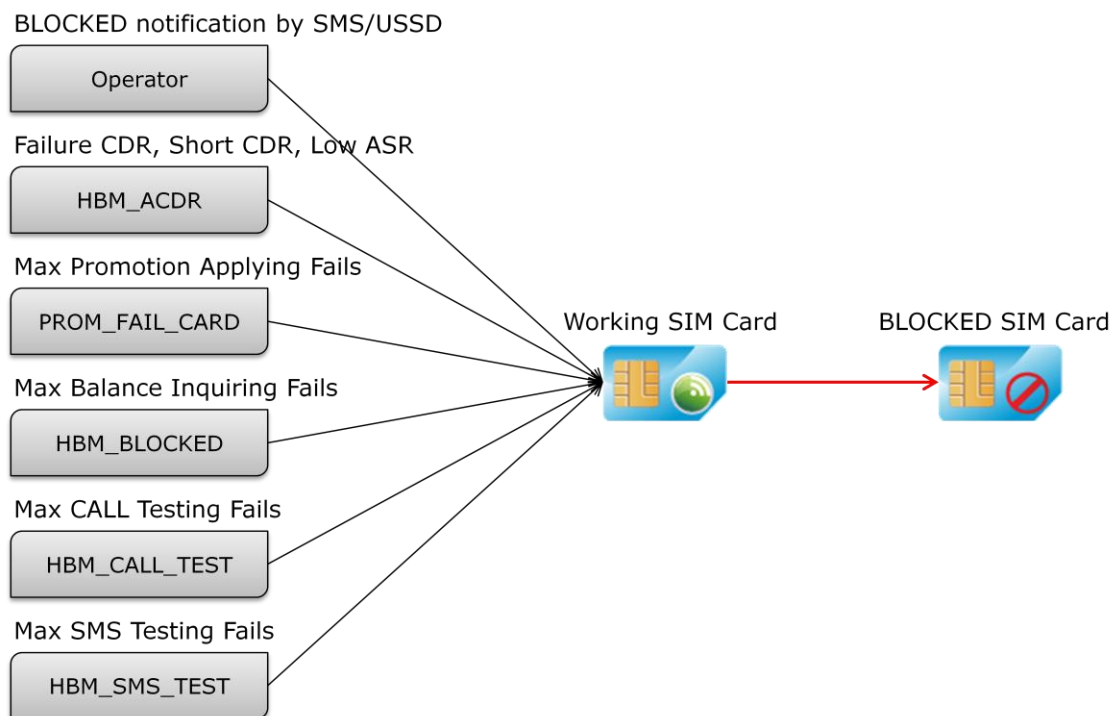 BLOCKED notification by SMS/USSD
Operator
Failure CDR, Short CDR, Low ASR
HBM_ACDR
Max Promotion Applying Fails
PROM_FAIL_CARD
Working SIM Card
BLOCKED SIM Card
Max Balance Inquiring Fails
HBM_BLOCKED
Max CALL Testing Fails
HBM_CALL_TEST
Max SMS Testing Fails
HBM_SMS_TEST